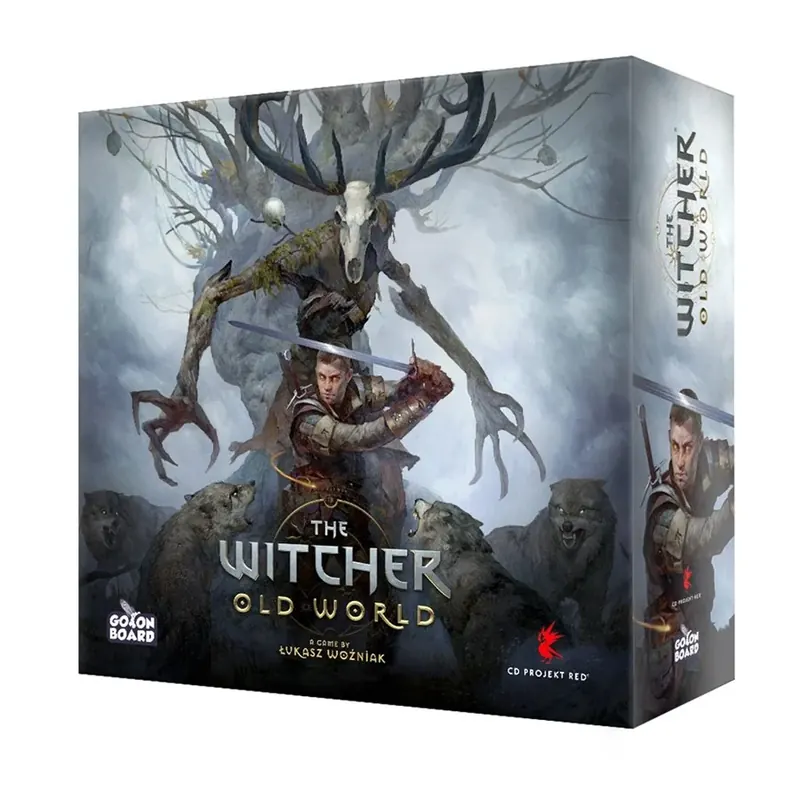 THE
WITCHER
OLD WORLD
A GAME BY
ŁUKASZ WOŹNIAK
GO ON
BOARD
CD PROJEKT RED®
THE
WITCHER
OLD WORLD
CD PROJEKT RED
GO ON
BOARD